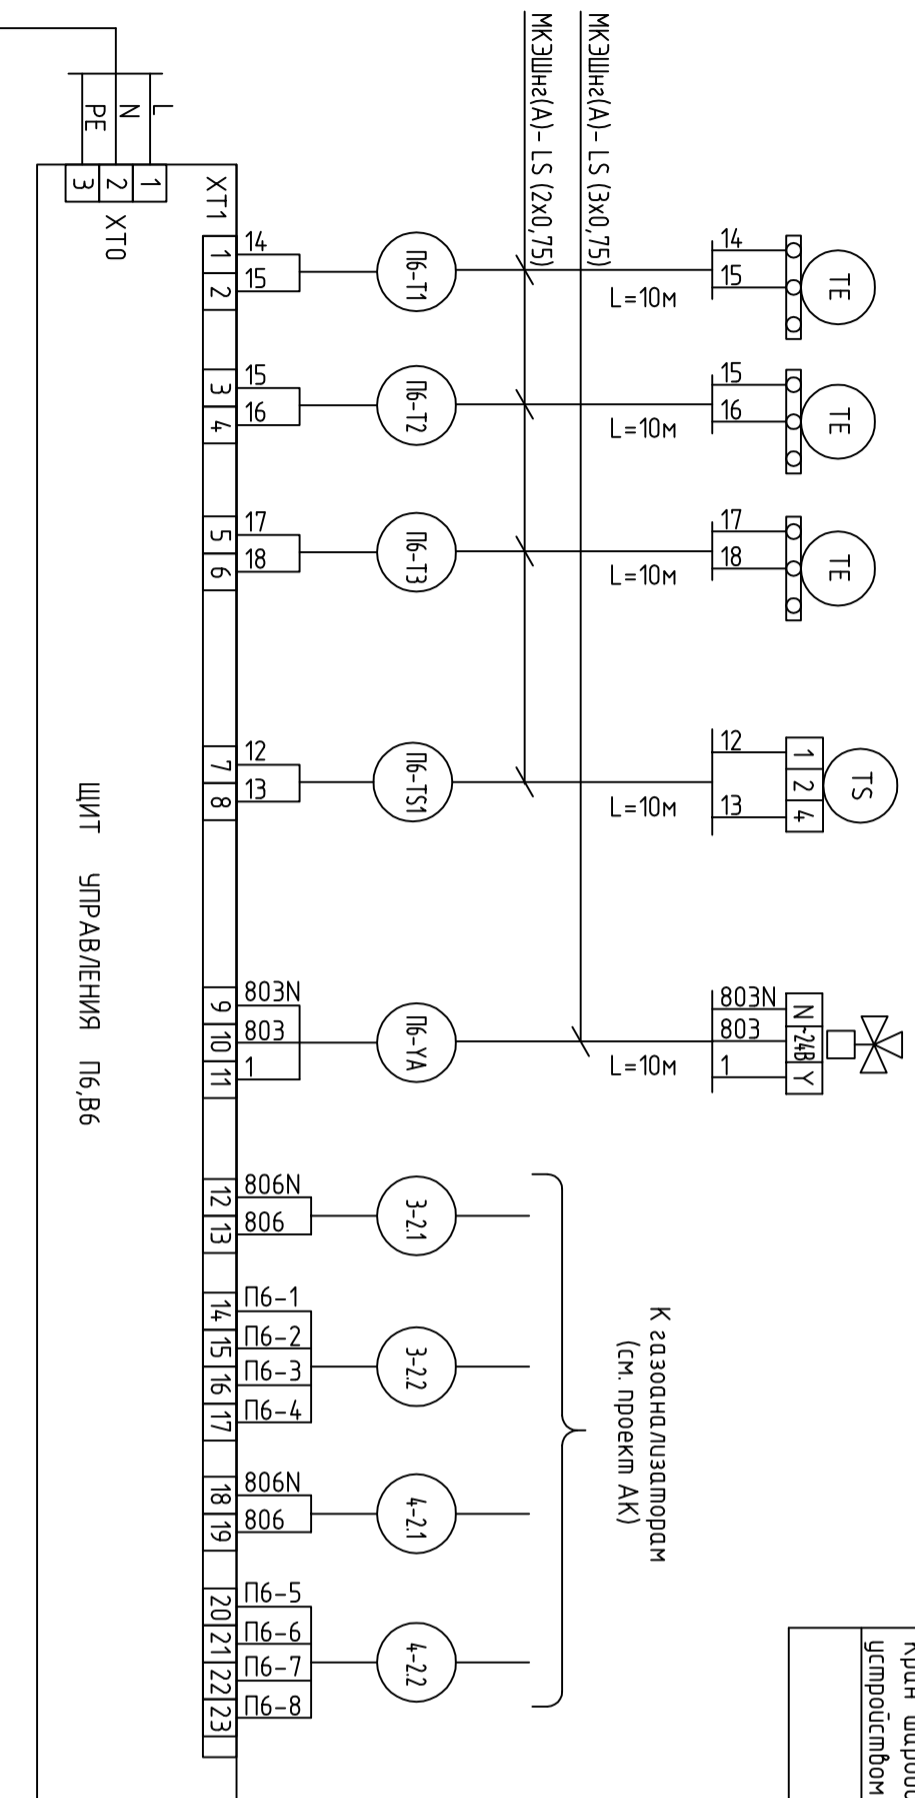 МКЭШнг(А)- LS (3х0,75)
МКЭШнг(А)- LS (2х0,75)
L
N
PE
1
2
3
XT0
XT1
TE
TE
TE
TS
1 2 4
N ~24В Y
14
15
15
16
17
18
12
13
803N
803
1
L=10м
L=10м
L=10м
L=10м
L=10м
П6-Т1
П6-Т2
П6-Т3
П6-TS1
П6-YA
3-2.1
3-2.2
4-2.1
4-2.2
К газоанализаторам
(см. проект АК)
14
15
15
16
17
18
12
13
803N
803
1
806N
806
П6-1
П6-2
П6-3
П6-4
806N
806
П6-5
П6-6
П6-7
П6-8
1 2 3 4 5 6 7 8 9 10 11 12 13 14 15 16 17 18 19 20 21 22 23
ЩИТ УПРАВЛЕНИЯ П6,В6
устройством